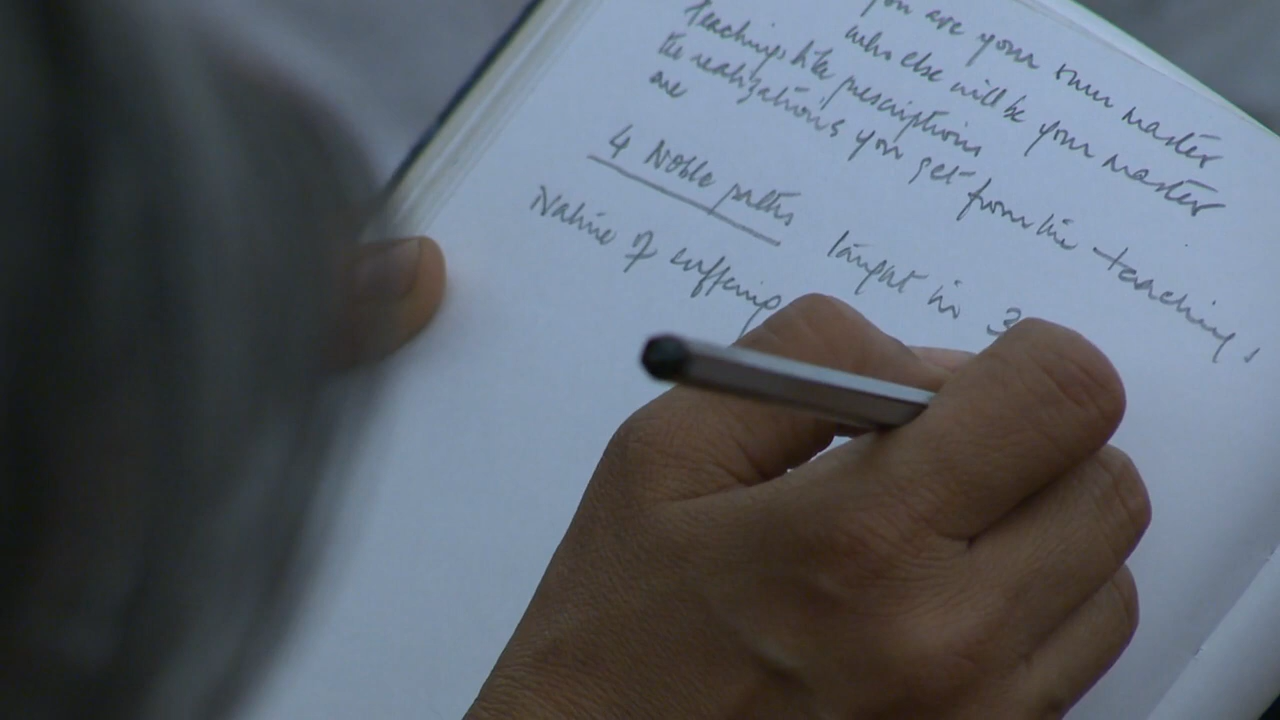 you are your own master
who else will be your master
Teachings like prescriptions
the realizations you get from the teachings
are
4 Noble paths taught in 3
Nature of suffering